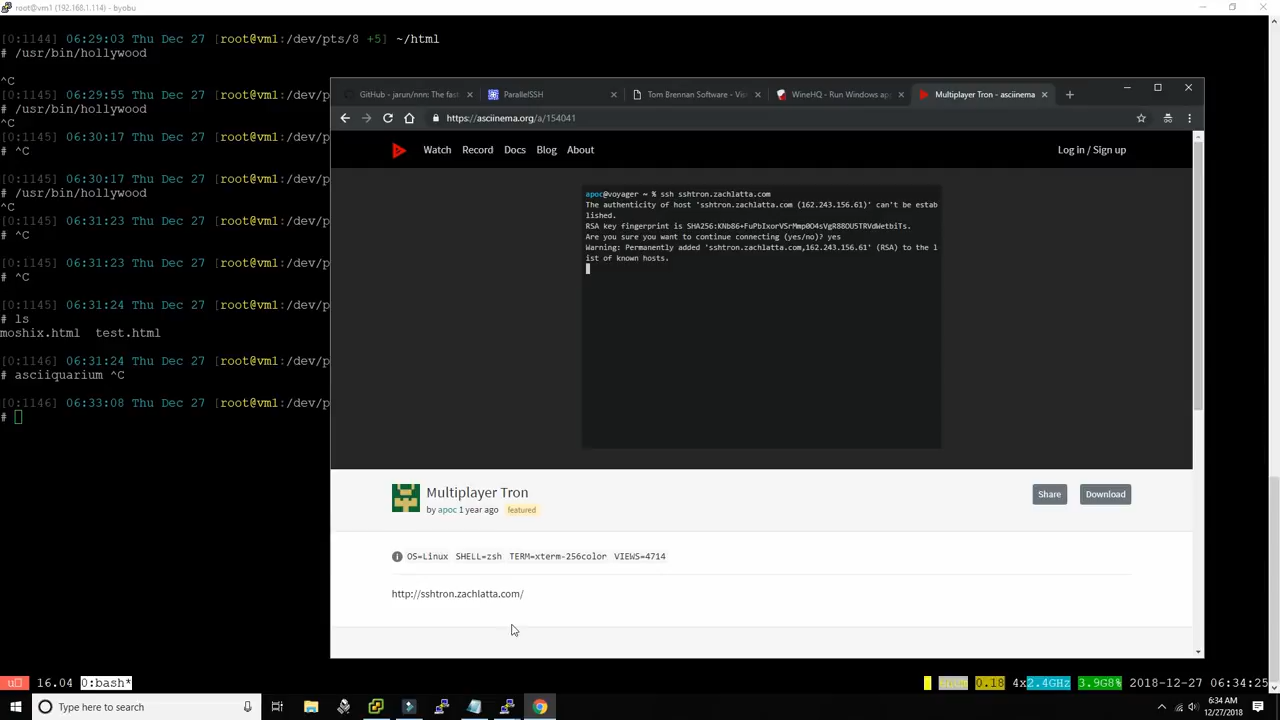 root@vm1 (192.168.1.114) - byobu
[0:1144] 06:29:03 Thu Dec 27 [root@vm1:/dev/pts/8 +5] ~/html
# /usr/bin/hollywood
^C
[0:1145] 06:29:55 Thu Dec 27 [root@vm1:/dev/p
# /usr/bin/hollywood
^C
[0:1145] 06:30:17 Thu Dec 27 [root@vm1:/dev/p
# ^C
[0:1145] 06:30:17 Thu Dec 27 [root@vm1:/dev/p
# /usr/bin/hollywood
^C
[0:1145] 06:31:23 Thu Dec 27 [root@vm1:/dev/p
# ^C
[0:1145] 06:31:23 Thu Dec 27 [root@vm1:/dev/p
# ^C
[0:1145] 06:31:24 Thu Dec 27 [root@vm1:/dev/p
# ls
moshix.html test.html
[0:1146] 06:31:24 Thu Dec 27 [root@vm1:/dev/p
# asciiquarium ^C
[0:1146] 06:33:08 Thu Dec 27 [root@vm1:/dev/p
#
GitHub - jarun/nnn: The fast
ParallelSSH
Tom Brennan Software - Vis
WineHQ - Run Windows app
Multiplayer Tron - asciinema
https://asciinema.org/a/154041
Watch Record Docs Blog About Log in / Sign up
apoc@voyager ~ % ssh sshtron.zachlatta.com
The authenticity of host 'sshtron.zachlatta.com (162.243.156.61)' can't be estab
lished.
RSA key fingerprint is SHA256:KNb86+FuPbIxorVSrMmp0O4sVgR88OU5TRVdWetbiTs.
Are you sure you want to continue connecting (yes/no)? yes
Warning: Permanently added 'sshtron.zachlatta.com,162.243.156.61' (RSA) to the l
ist of known hosts.
Multiplayer Tron
by apoc 1 year ago featured
Share Download
OS=Linux SHELL=zsh TERM=xterm-256color VIEWS=4714
http://sshtron.zachlatta.com/
16.04 0:bash*
0.18 4x2.4GHz 3.9G8% 2018-12-27 06:34:25
Type here to search
6:34 AM
12/27/2018